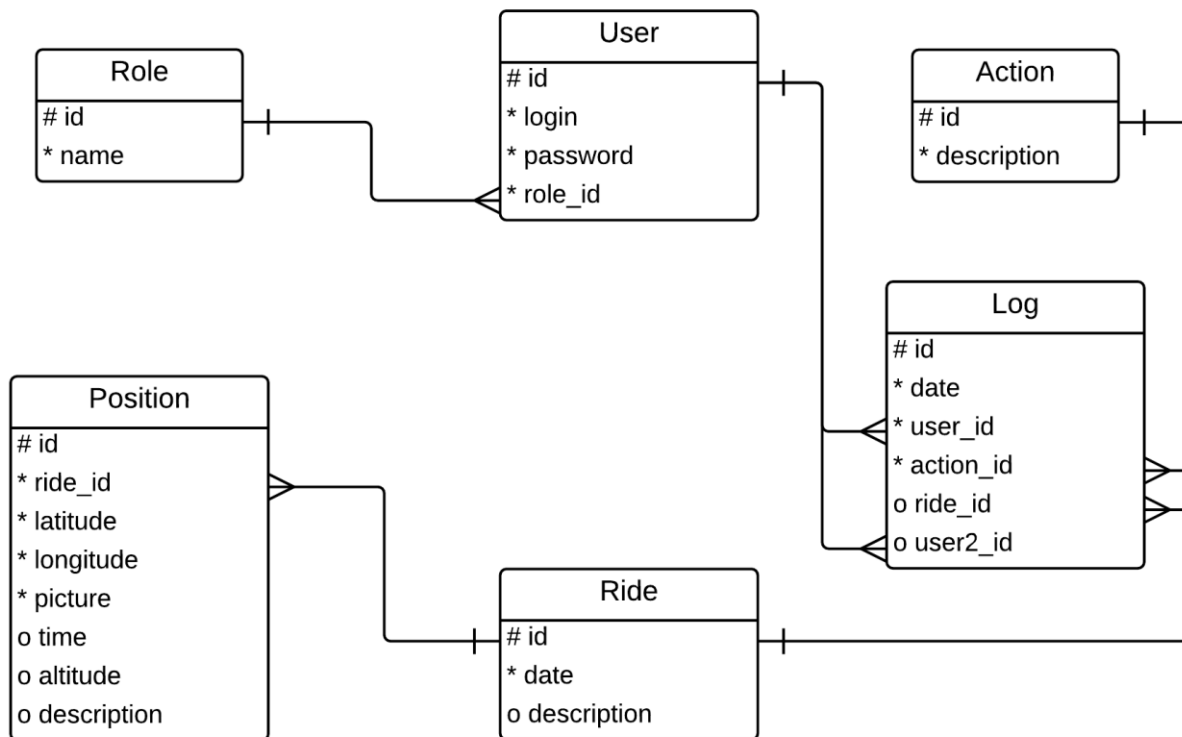 Role
# id
* name
User
# id
* login
* password
* role_id
Action
# id
* description
Log
# id
* date
* user_id
* action_id
o ride_id
o user2_id
Position
# id
* ride_id
* latitude
* longitude
* picture
o time
o altitude
o description
Ride
# id
* date
o description